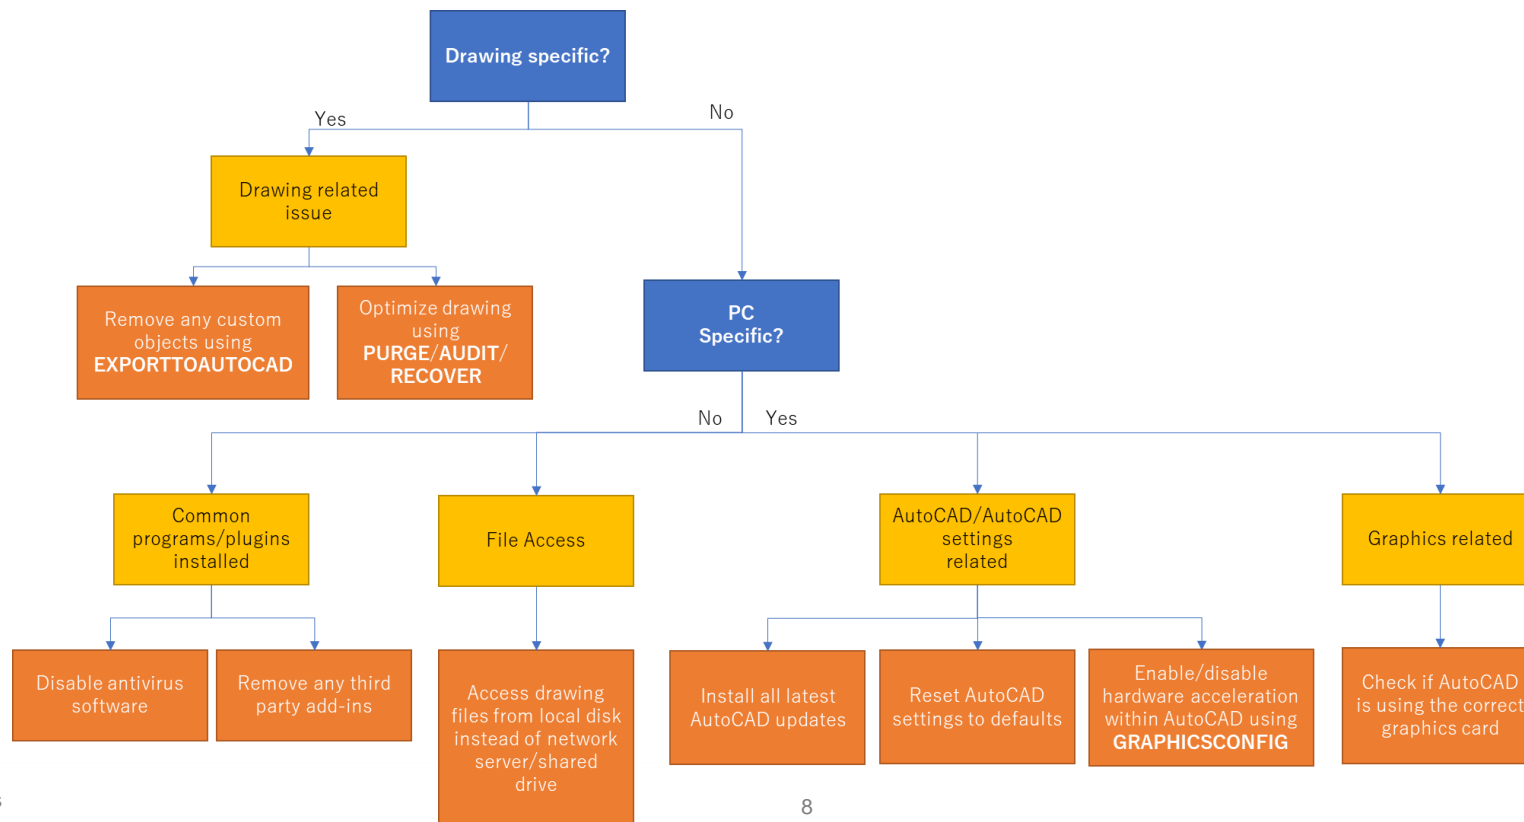 Drawing specific?
Yes
No
Drawing related
issue
Remove any custom
objects using
EXPORTTOAUTOCAD
Optimize drawing
using
PURGE/AUDIT/
RECOVER
PC
Specific?
No
Yes
Common
programs/plugins
installed
File Access
AutoCAD/AutoCAD
settings
related
Graphics related
Disable antivirus
software
Remove any third
party add-ins
Access drawing
files from local disk
instead of network
server/shared
drive
Install all latest
AutoCAD updates
Reset AutoCAD
settings to defaults
Enable/disable
hardware acceleration
within AutoCAD using
GRAPHICSCONFIG
Check if AutoCAD
is using the correct
graphics card
8